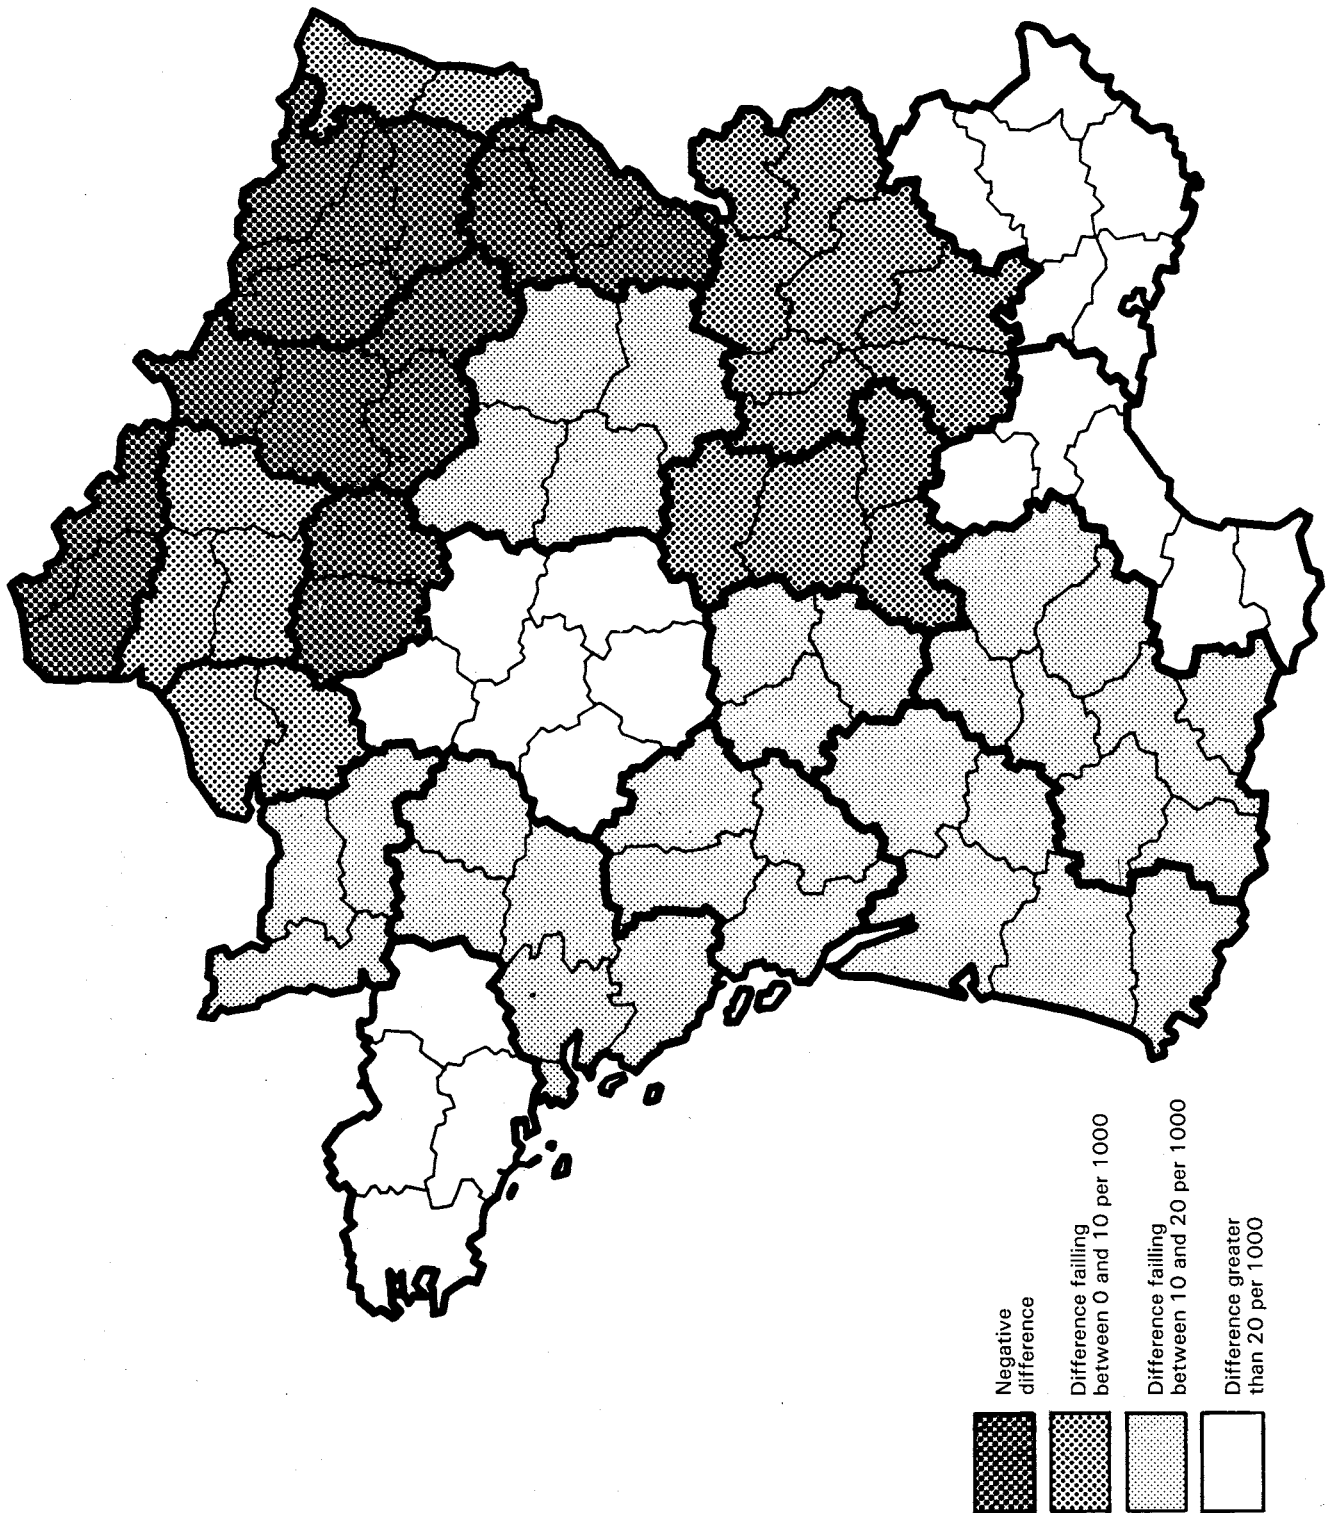 Negative
difference
Difference failling
between 0 and 10 per 1000
Difference failling
between 10 and 20 per 1000
Difference greater
than 20 per 1000